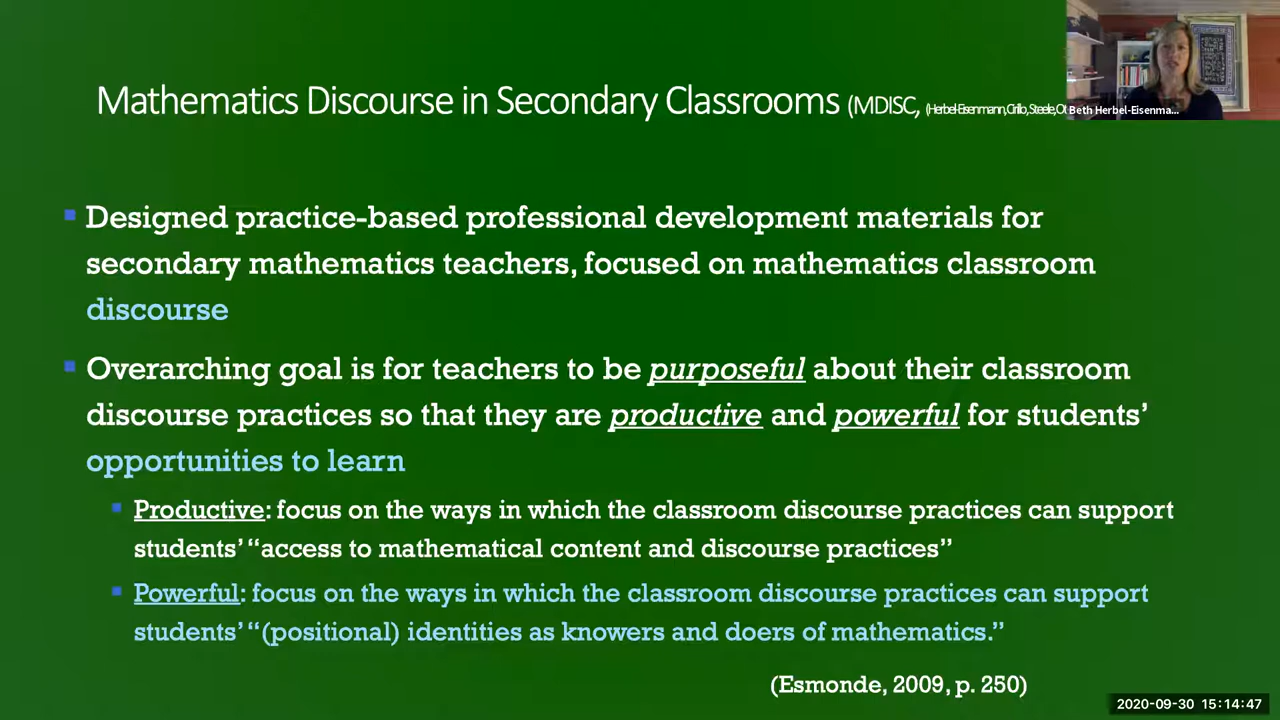 Mathematics Discourse in Secondary Classrooms (MDISC, (Herbel-Eisenmann, Cirillo, Steele, Ot
Beth Herbel-Eisenma...
Designed practice-based professional development materials for
secondary mathematics teachers, focused on mathematics classroom
discourse
Overarching goal is for teachers to be purposeful about their classroom
discourse practices so that they are productive and powerful for students’
opportunities to learn
Productive: focus on the ways in which the classroom discourse practices can support
students’ “access to mathematical content and discourse practices”
Powerful: focus on the ways in which the classroom discourse practices can support
students’ “(positional) identities as knowers and doers of mathematics.”
(Esmonde, 2009, p. 250)
2020-09-30 15:14:47